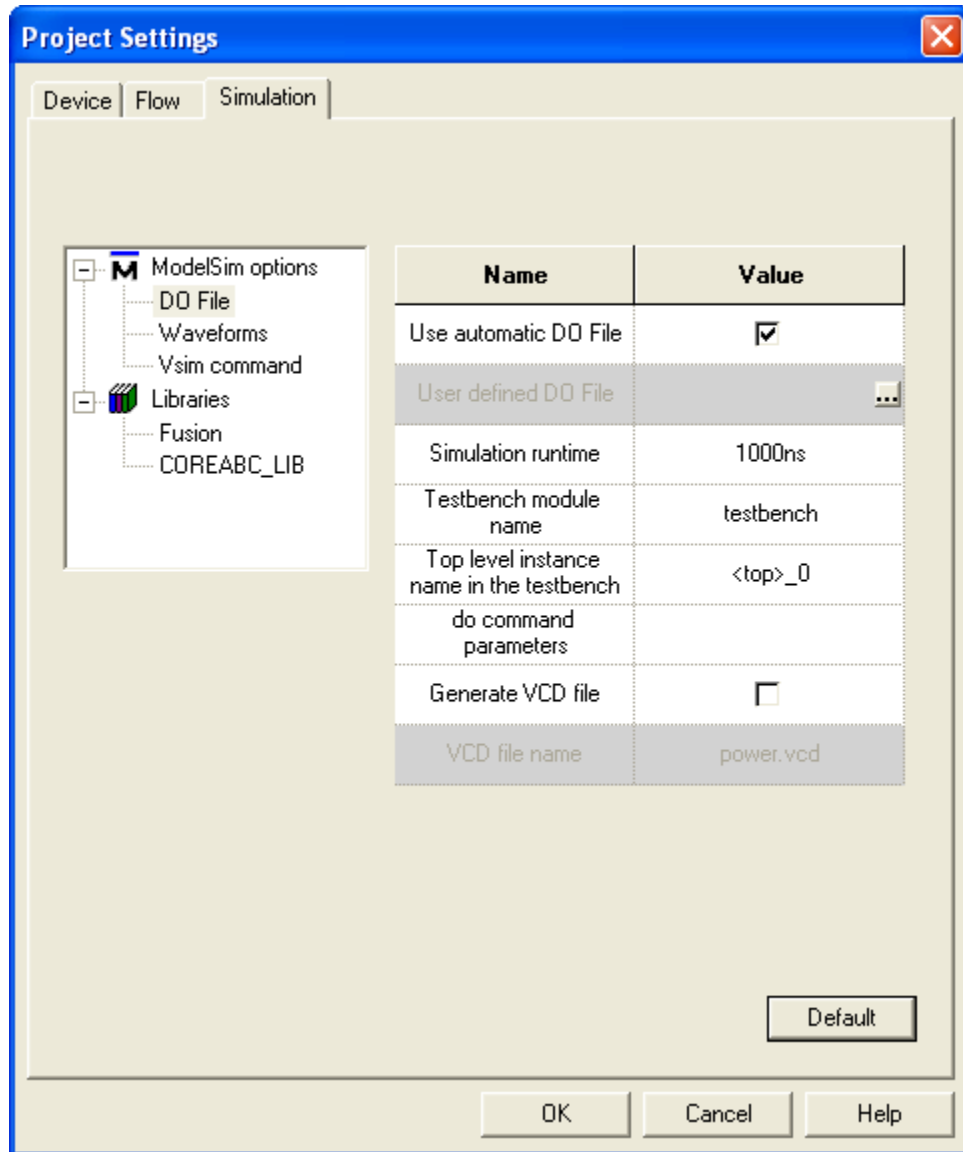 Project Settings
Device Flow Simulation
ModelSim options
DO File
Waveforms
Vsim command
Libraries
Fusion
COREABC_LIB
Name Value
Use automatic DO File
User defined DO File ...
Simulation runtime 1000ns
Testbench module
name
testbench
Top level instance
name in the testbench
<top>_0
do command
parameters
Generate VCD file
VCD file name power.vcd
Default
OK Cancel Help